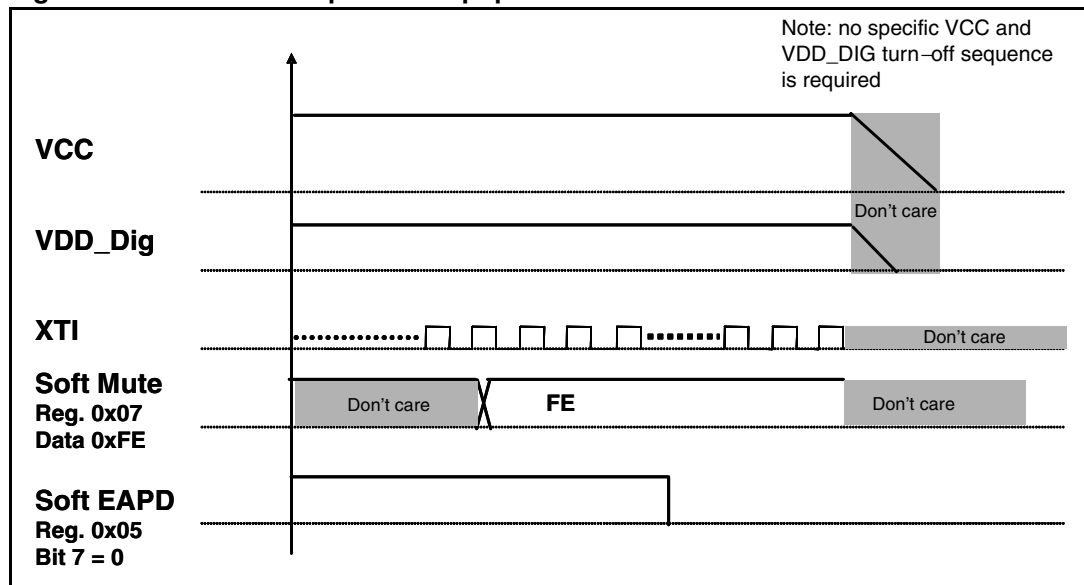 Note: no specific VCC and
VDD_DIG turn–off sequence
is required
VCC
Don't care
VDD_Dig
XTI
Don't care
Soft Mute
Reg. 0x07
Data 0xFE
Don't care
FE
Don't care
Soft EAPD
Reg. 0x05
Bit 7 = 0